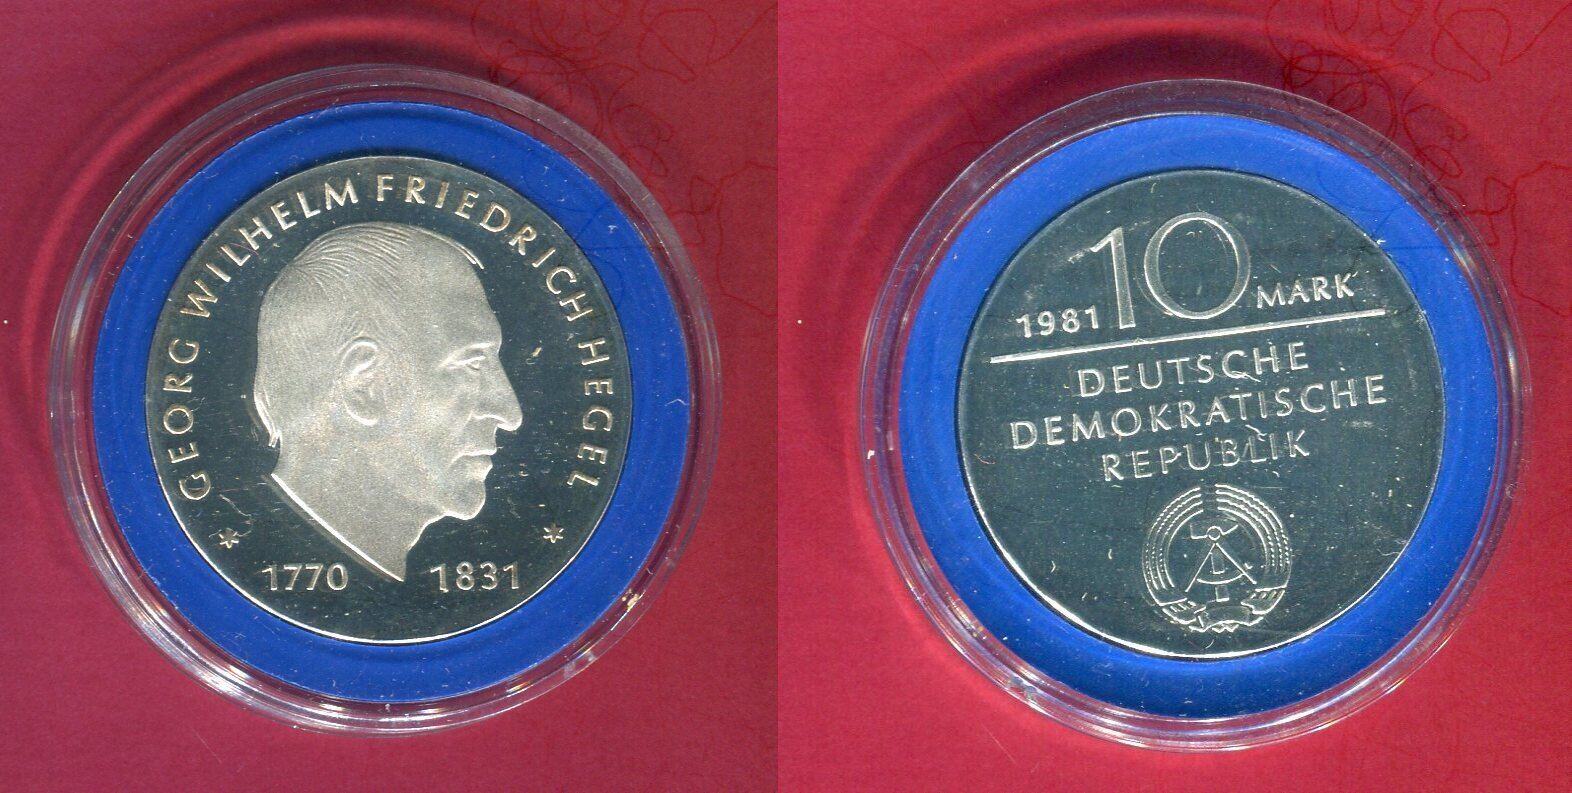 GEORG WILHELM FRIEDRICH HEGEL
1770 1831
1981 10 MARK
DEUTSCHE
DEMOKRATISCHE
REPUBLIK